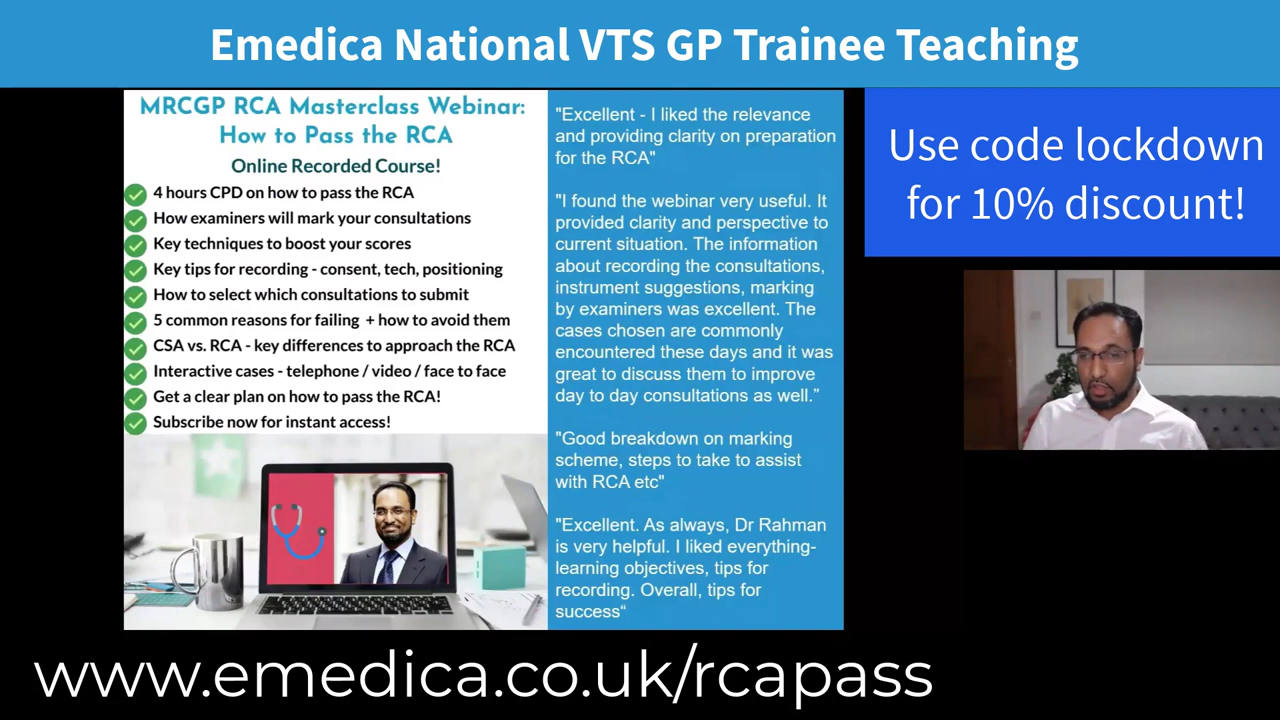 Emedica National VTS GP Trainee Teaching
MRCGP RCA Masterclass Webinar:
How to Pass the RCA
Online Recorded Course!
4 hours CPD on how to pass the RCA
How examiners will mark your consultations
Key techniques to boost your scores
Key tips for recording - consent, tech, positioning
How to select which consultations to submit
5 common reasons for failing + how to avoid them
CSA vs. RCA - key differences to approach the RCA
Interactive cases - telephone / video / face to face
Get a clear plan on how to pass the RCA!
Subscribe now for instant access!
"Excellent - I liked the relevance
and providing clarity on preparation
for the RCA"
"I found the webinar very useful. It
provided clarity and perspective to
current situation. The information
about recording the consultations,
instrument suggestions, marking
by examiners was excellent. The
cases chosen are commonly
encountered these days and it was
great to discuss them to improve
day to day consultations as well.”
"Good breakdown on marking
scheme, steps to take to assist
with RCA etc"
"Excellent. As always, Dr Rahman
is very helpful. I liked everything-
learning objectives, tips for
recording. Overall, tips for
success“
Use code lockdown
for 10% discount!
www.emedica.co.uk/rcapass